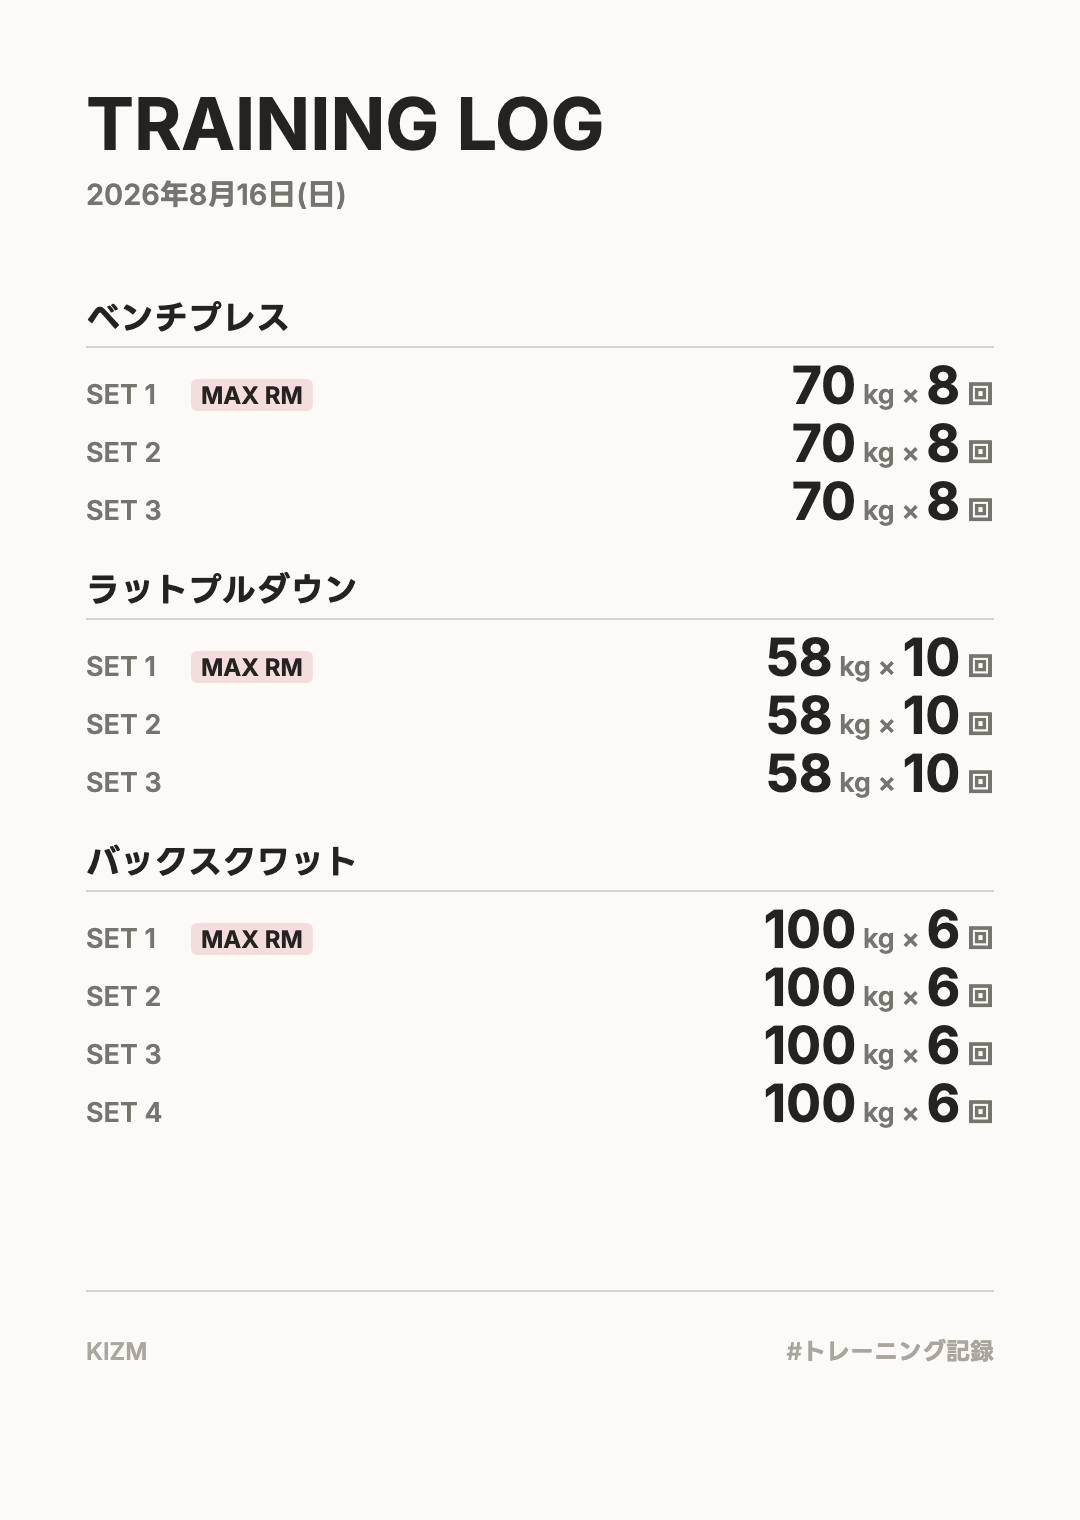 TRAINING LOG
2026年8月16日(日)
ベンチプレス
SET 1 MAX RM 70 kg × 8 回
SET 2 70 kg × 8 回
SET 3 70 kg × 8 回
ラットプルダウン
SET 1 MAX RM 58 kg × 10 回
SET 2 58 kg × 10 回
SET 3 58 kg × 10 回
バックスクワット
SET 1 MAX RM 100 kg × 6 回
SET 2 100 kg × 6 回
SET 3 100 kg × 6 回
SET 4 100 kg × 6 回
KIZM #トレーニング記録